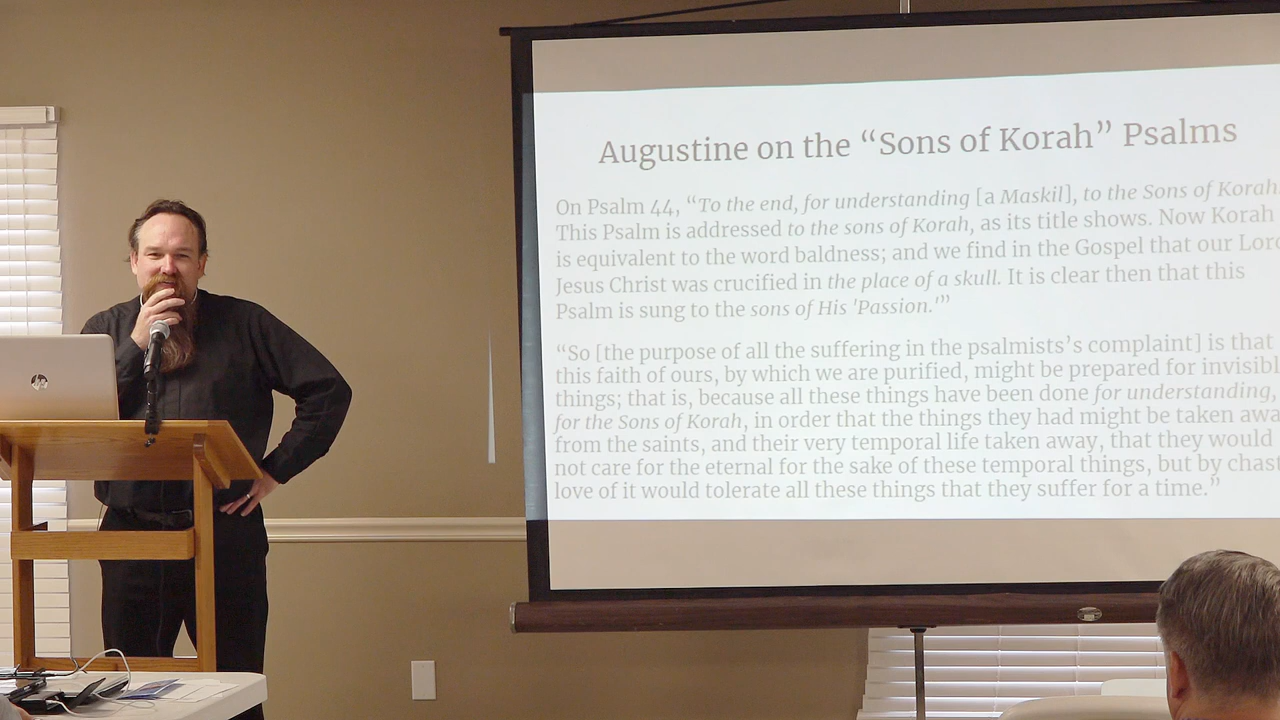 Augustine on the “Sons of Korah” Psalms
On Psalm 44, “To the end, for understanding [a Maskil], to the Sons of Korah
This Psalm is addressed to the sons of Korah, as its title shows. Now Korah
is equivalent to the word baldness; and we find in the Gospel that our Lord
Jesus Christ was crucified in the place of a skull. It is clear then that this
Psalm is sung to the sons of His 'Passion.'”
“So [the purpose of all the suffering in the psalmists’s complaint] is that
this faith of ours, by which we are purified, might be prepared for
things; that is, because all these things have been done for understanding,
for the Sons of Korah, in order that the things they had might be taken
from the saints, and their very temporal life taken away, that they would
not care for the eternal for the sake of these temporal things, but by
love of it would tolerate all these things that they suffer for a time.”
hp